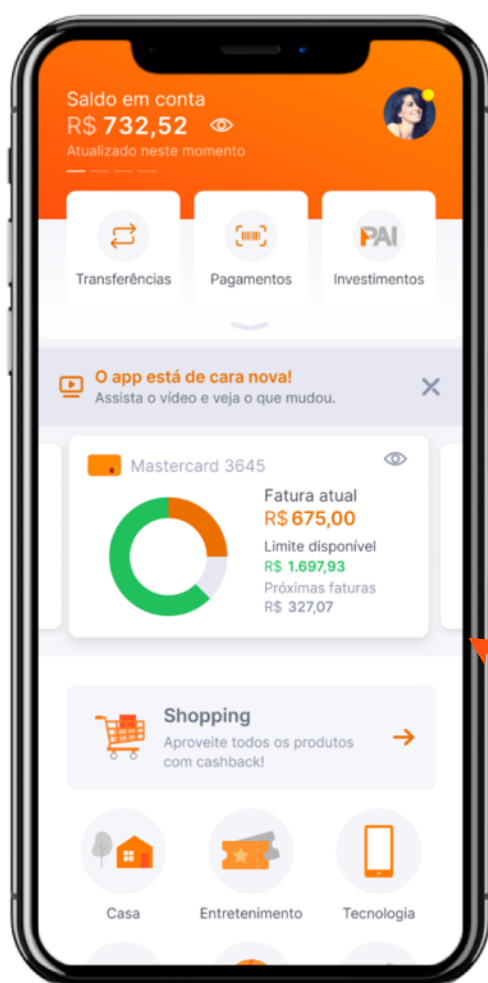 Saldo em conta
R$ 732,52
Atualizado neste momento
Transferências
Pagamentos
PAI
Investimentos
O app está de cara nova!
Assista o vídeo e veja o que mudou.
Mastercard 3645
Fatura atual
R$ 675,00
Limite disponível
R$ 1.697,93
Próximas faturas
R$ 327,07
Shopping
Aproveite todos os produtos
com cashback!
Casa
Entretenimento
Tecnologia